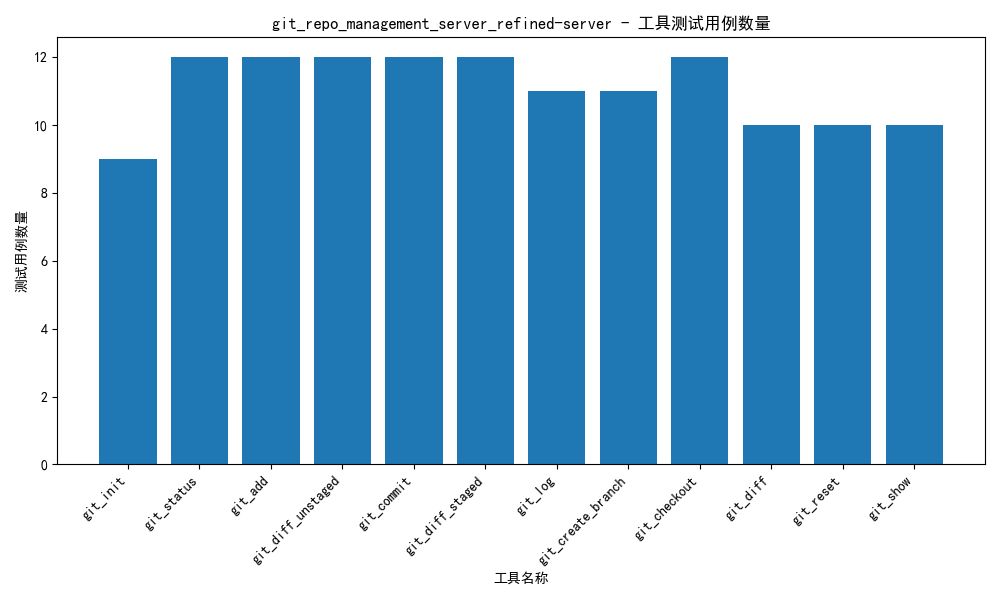 git_repo_management_server_refined-server - 工具测试用例数量
测试用例数量
12
10
8
6
4
2
0
git_init
git_status
git_add
git_diff_unstaged
git_commit
git_diff_staged
git_log
git_create_branch
git_checkout
git_diff
git_reset
git_show
工具名称